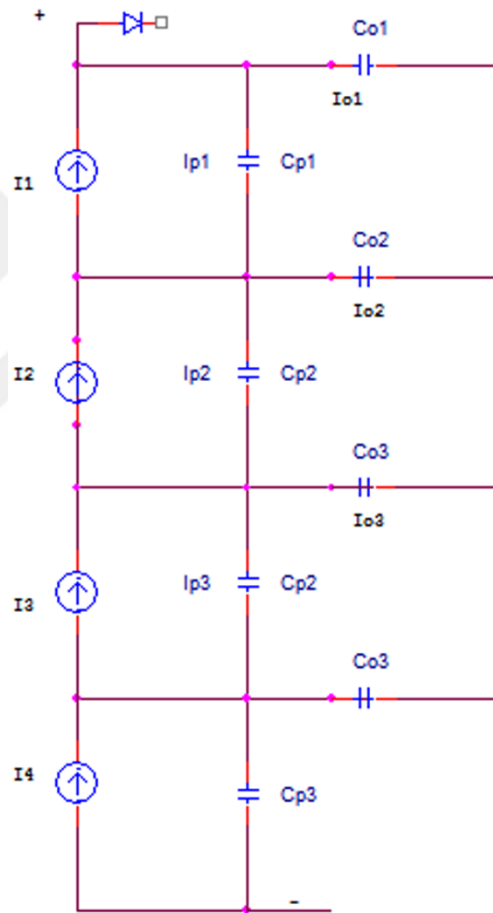 +
Co1
Io1
I1
Ip1 Cp1
Co2
Io2
I2
Ip2 Cp2
Co3
Io3
I3
Ip3 Cp2
Co3
I4
Cp3
-